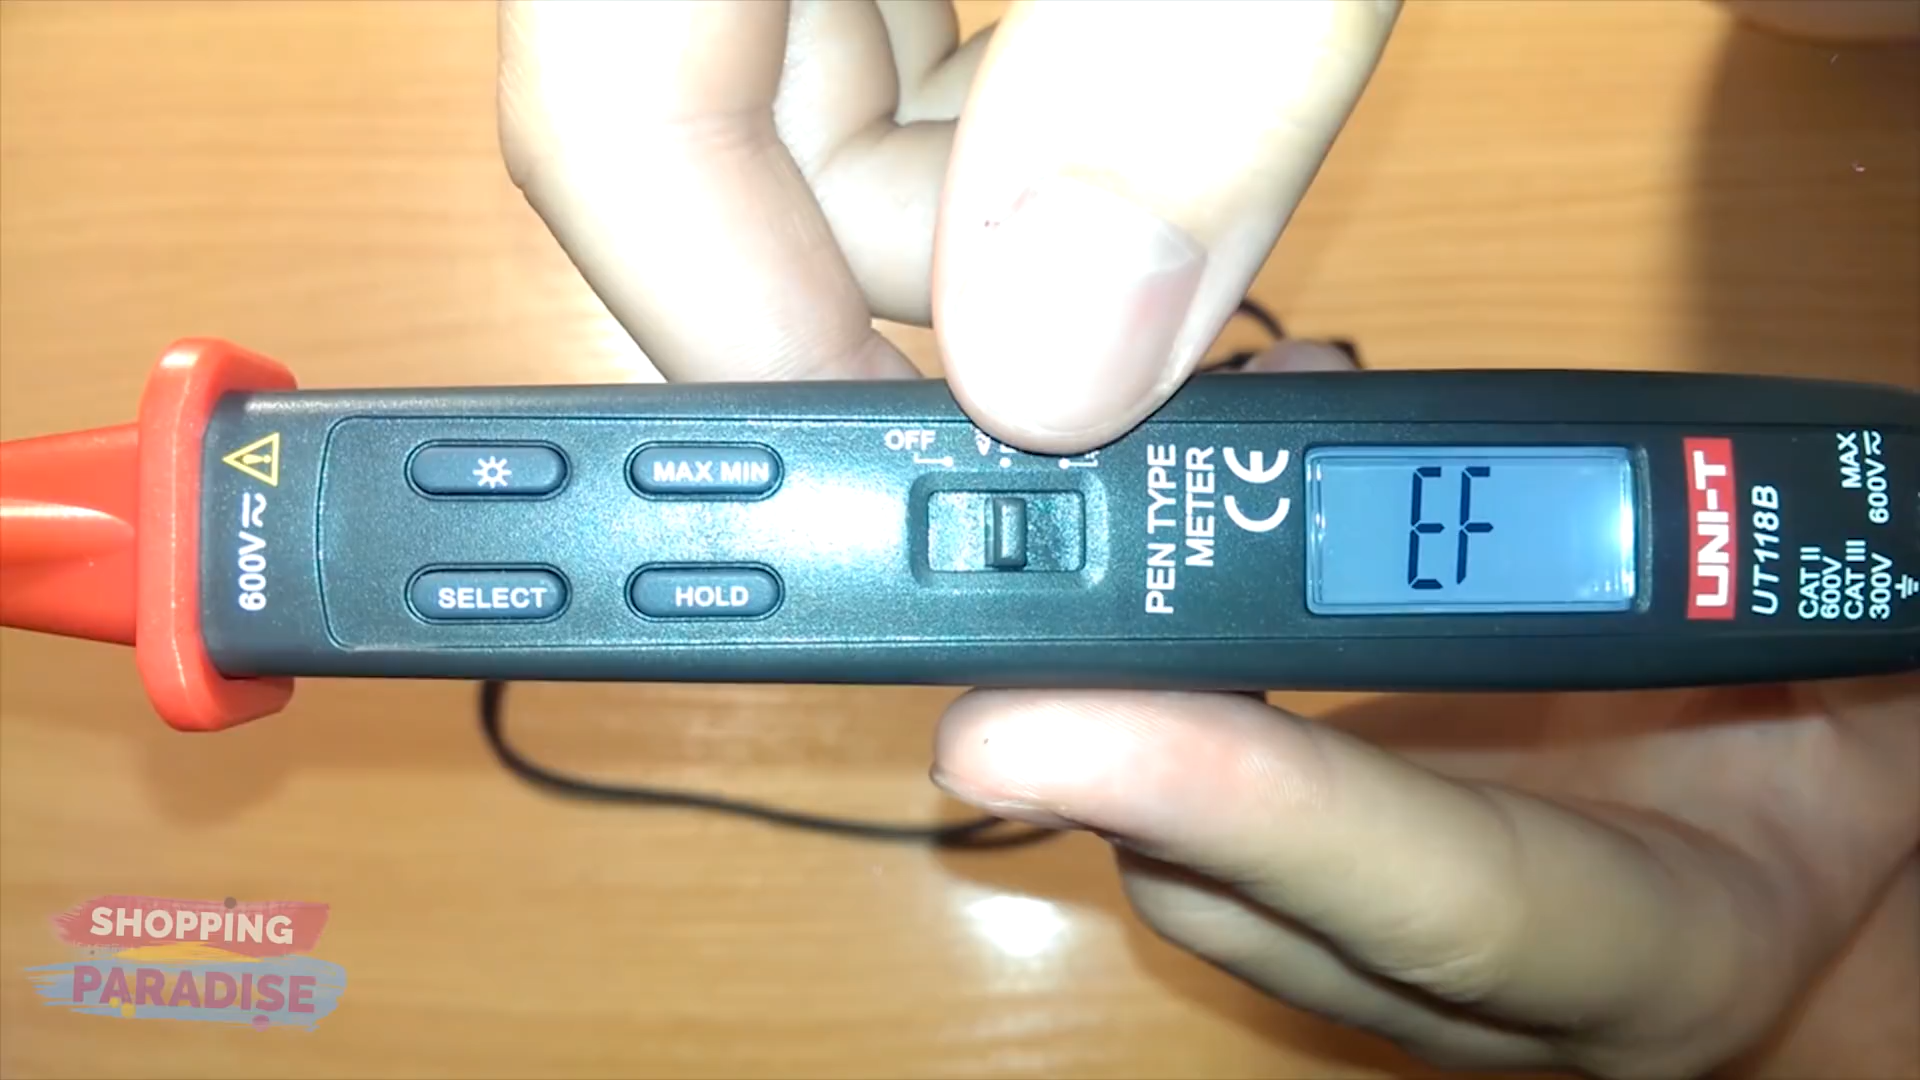 600V
MAX MIN
SELECT
HOLD
OFF
PEN TYPE
METER
CE
EF
UNI-T
UT118B
CAT II
600V
CAT III
300V
MAX
600V
SHOPPING
PARADISE